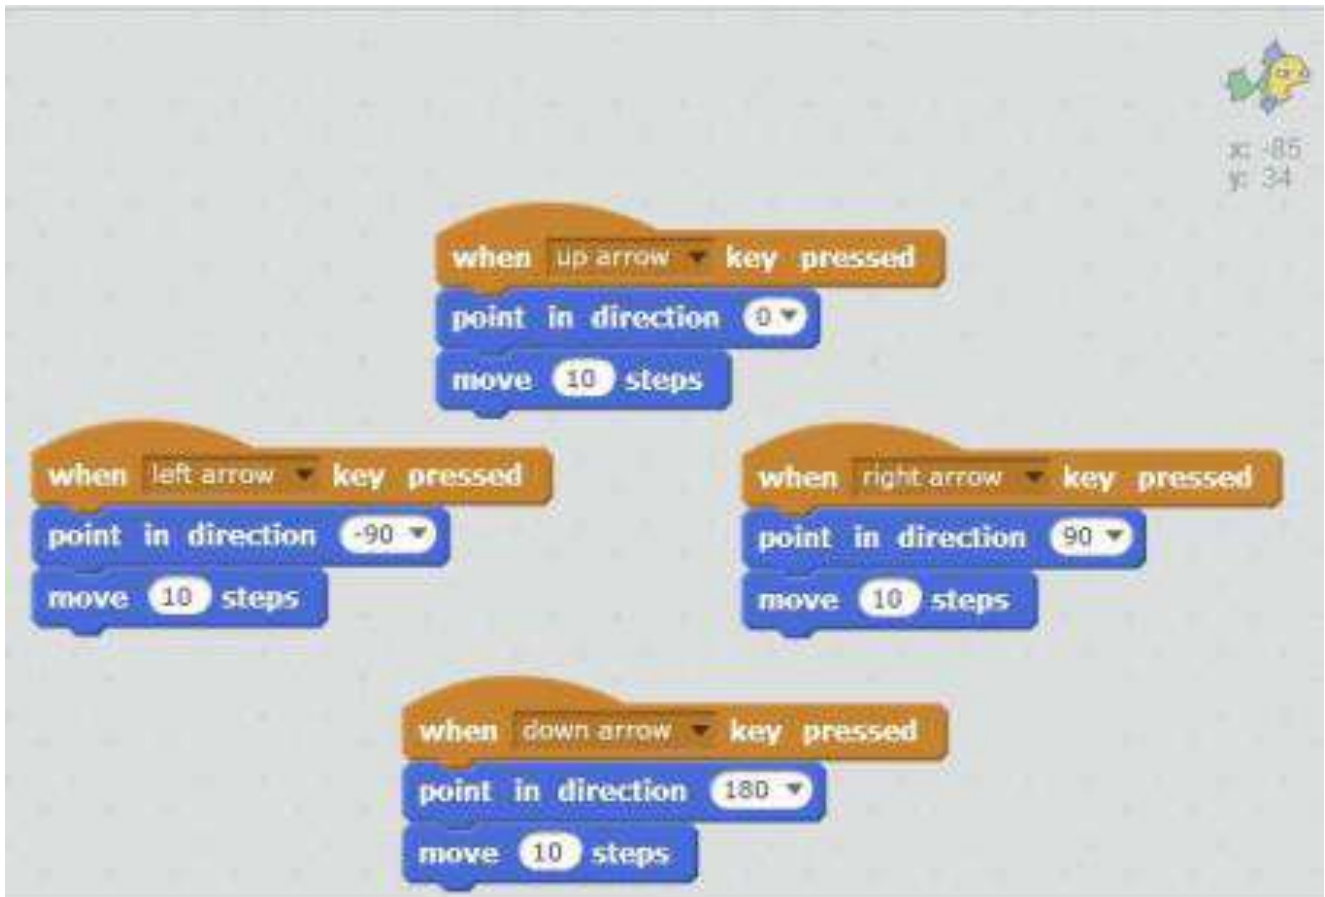 x: -85
y: 34
when up arrow key pressed
point in direction 0
move 10 steps
when left arrow key pressed
point in direction -90
move 10 steps
when right arrow key pressed
point in direction 90
move 10 steps
when down arrow key pressed
point in direction 180
move 10 steps